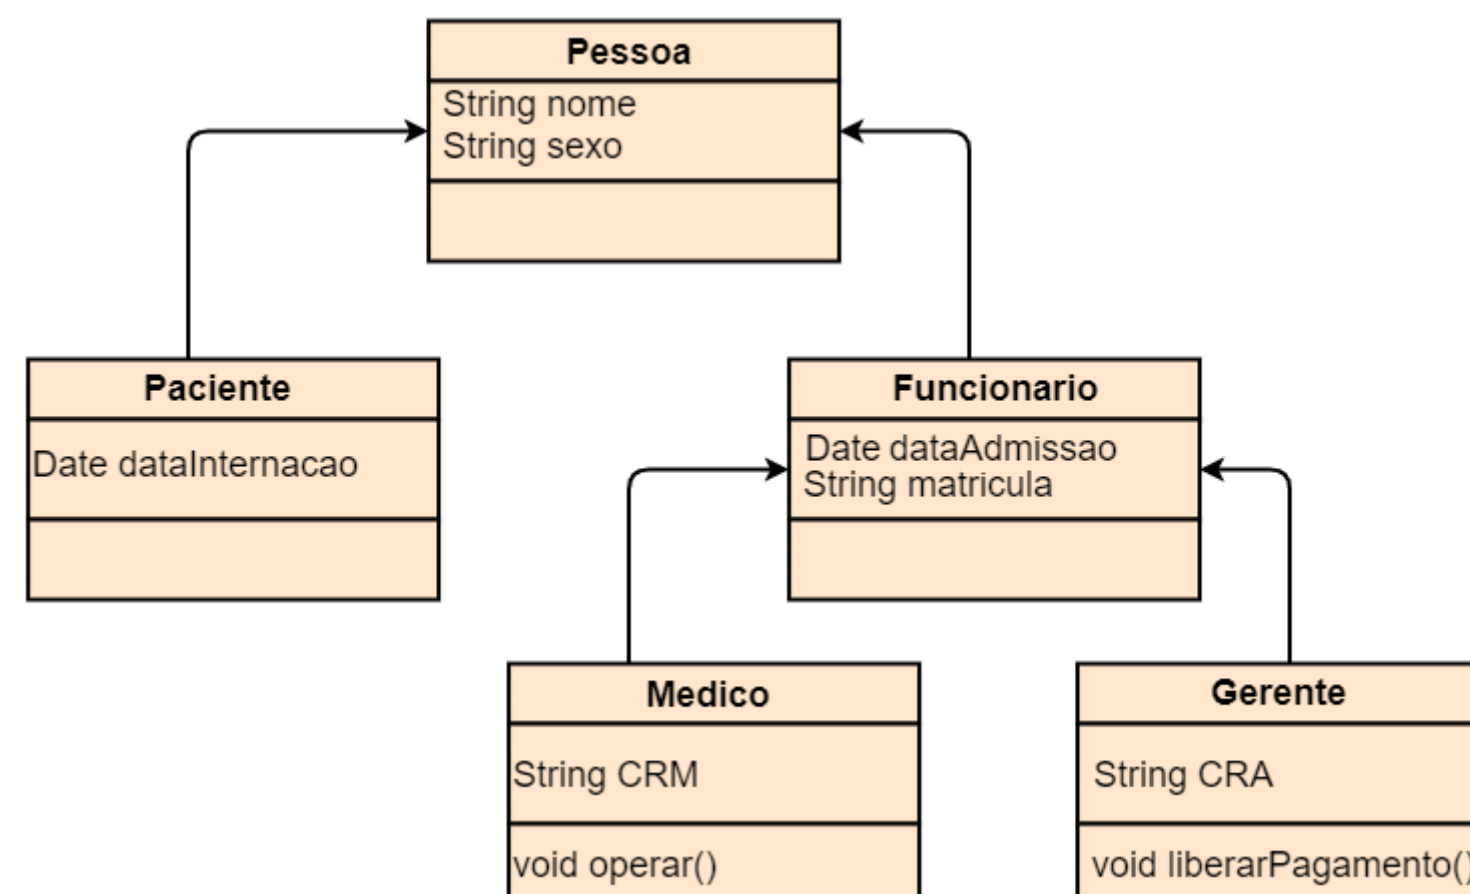 Pessoa
String nome
String sexo
Paciente
Date dataInternacao
Funcionario
Date dataAdmissao
String matricula
Medico
String CRM
void operar()
Gerente
String CRA
void liberarPagamento()